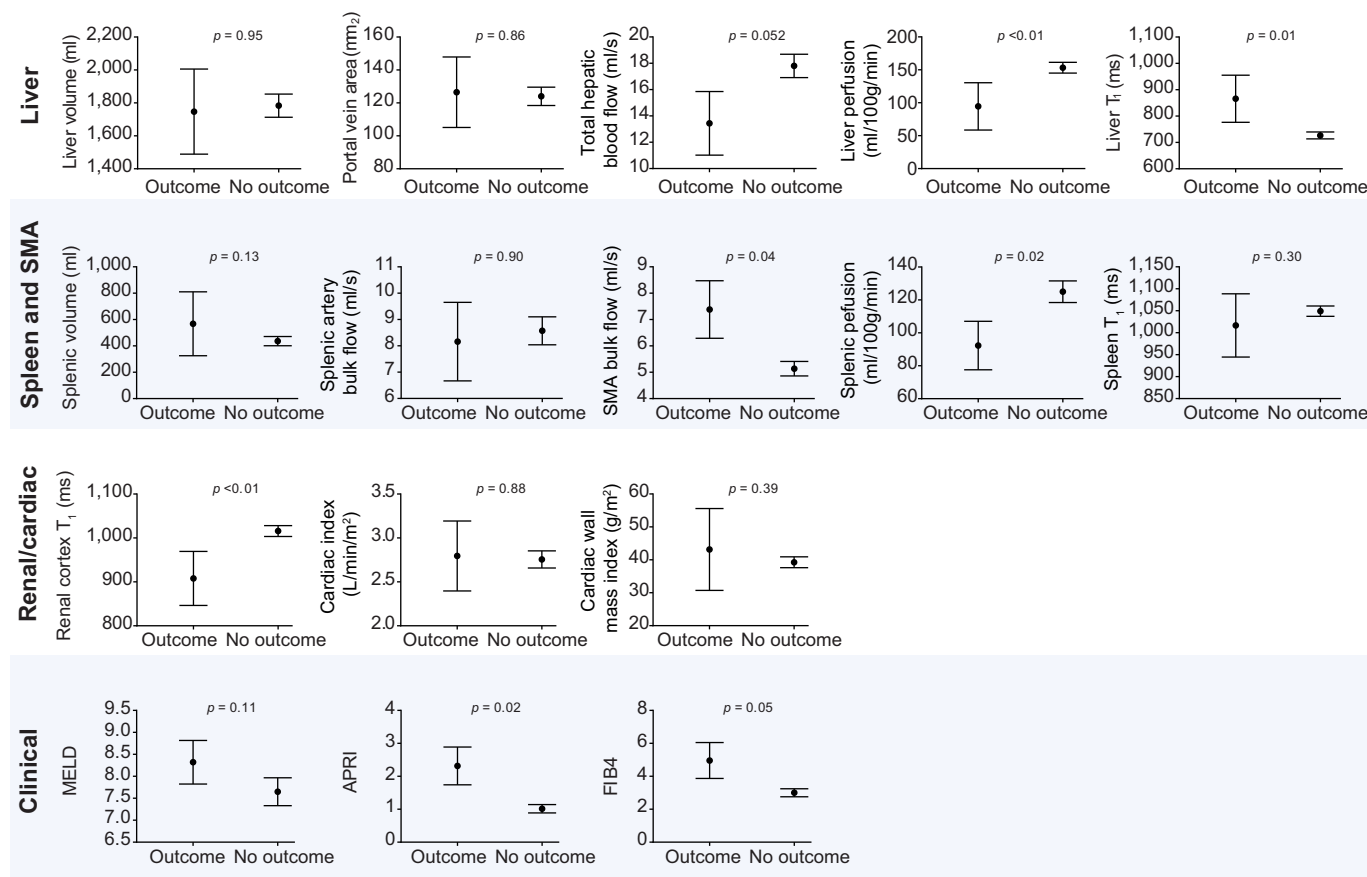 Liver
Liver volume (ml)
2,200
2,000
1,800
1,600
1,400
p = 0.95
Outcome No outcome
Portal vein area (mm2)
160
140
120
100
80
p = 0.86
Outcome No outcome
Total hepatic
blood flow (ml/s)
20
18
16
14
12
10
p = 0.052
Outcome No outcome
Liver perfusion
(ml/100g/min)
200
150
100
50
0
p <0.01
Outcome No outcome
Liver T1 (ms)
1,100
1,000
900
800
700
600
p = 0.01
Outcome No outcome
Spleen and SMA
Splenic volume (ml)
1,000
800
600
400
200
0
p = 0.13
Outcome No outcome
Splenic artery
bulk flow (ml/s)
11
10
9
8
7
6
p = 0.90
Outcome No outcome
SMA bulk flow (ml/s)
9
8
7
6
5
4
p = 0.04
Outcome No outcome
Splenic pefusion
(ml/100g/min)
140
120
100
80
60
p = 0.02
Outcome No outcome
Spleen T1 (ms)
1,150
1,100
1,050
1,000
950
900
850
p = 0.30
Outcome No outcome
Renal/cardiac
Renal cortex T1 (ms)
1,100
1,000
900
800
p <0.01
Outcome No outcome
Cardiac index
(L/min/m²)
3.5
3.0
2.5
2.0
p = 0.88
Outcome No outcome
Cardiac wall
mass index (g/m²)
60
50
40
30
20
p = 0.39
Outcome No outcome
Clinical
MELD
9.5
9.0
8.5
8.0
7.5
7.0
6.5
p = 0.11
Outcome No outcome
APRI
4
3
2
1
0
p = 0.02
Outcome No outcome
FIB4
8
6
4
2
0
p = 0.05
Outcome No outcome